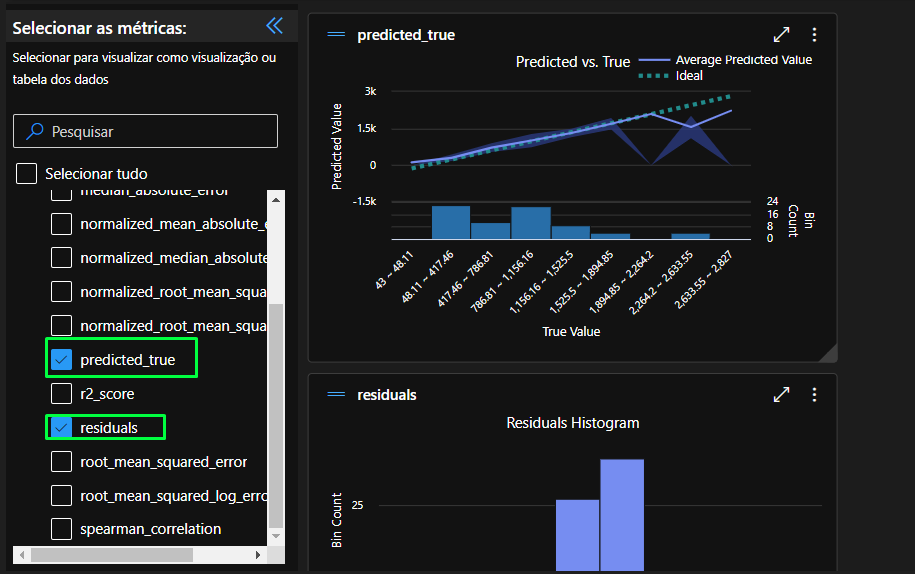 Selecionar as métricas:
Selecionar para visualizar como visualização ou
tabela dos dados
Pesquisar
Selecionar tudo
median_absolute_error
normalized_mean_absolute_e
normalized_median_absolute
normalized_root_mean_squa
normalized_root_mean_squa
predicted_true
r2_score
residuals
root_mean_squared_error
root_mean_squared_log_erro
spearman_correlation
predicted_true
Predicted vs. True
Average Predicted Value
Ideal
Predicted Value
3k
1.5k
0
-1.5k
24
16
8
0
Bin
Count
43 ~ 48.11
48.11 ~ 417.46
417.46 ~ 786.81
786.81 ~ 1,156.16
1,156.16 ~ 1,525.5
1,525.5 ~ 1,894.85
1,894.85 ~ 2,264.2
2,264.2 ~ 2,633.55
2,633.55 ~ 2,827
True Value
residuals
Residuals Histogram
Bin Count
25